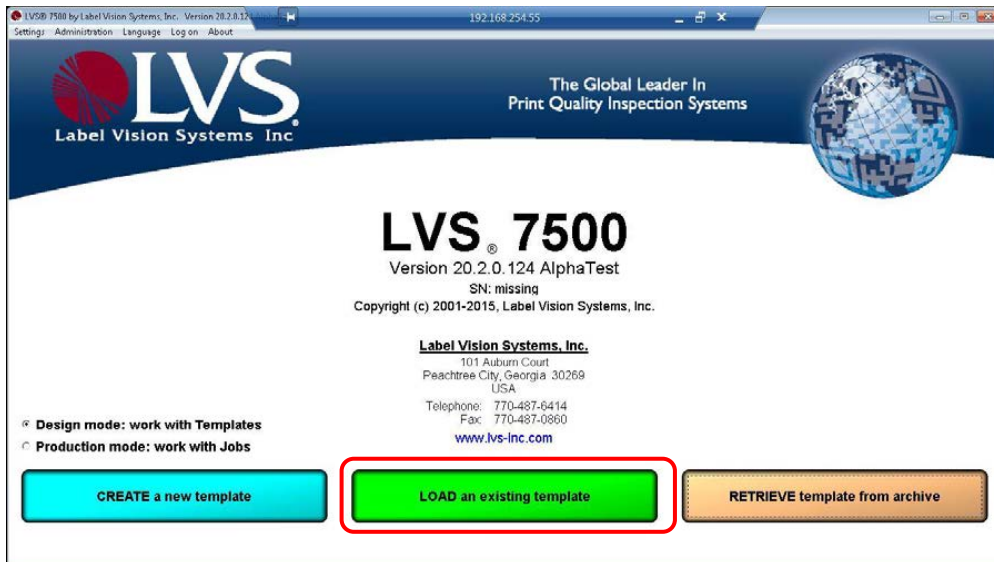 LVS® 7500 by Label Vision Systems, Inc. Version 20.2.0.124
192.168.254.55
Settings Administration Language Log on About
LVS
Label Vision Systems Inc
The Global Leader In
Print Quality Inspection Systems
LVS® 7500
Version 20.2.0.124 AlphaTest
SN: missing
Copyright (c) 2001-2015, Label Vision Systems, Inc.
Label Vision Systems, Inc.
101 Auburn Court
Peachtree City, Georgia 30269
USA
Telephone: 770-487-6414
Fax: 770-487-0860
www.lvs-inc.com
Design mode: work with Templates
Production mode: work with Jobs
CREATE a new template
LOAD an existing template
RETRIEVE template from archive